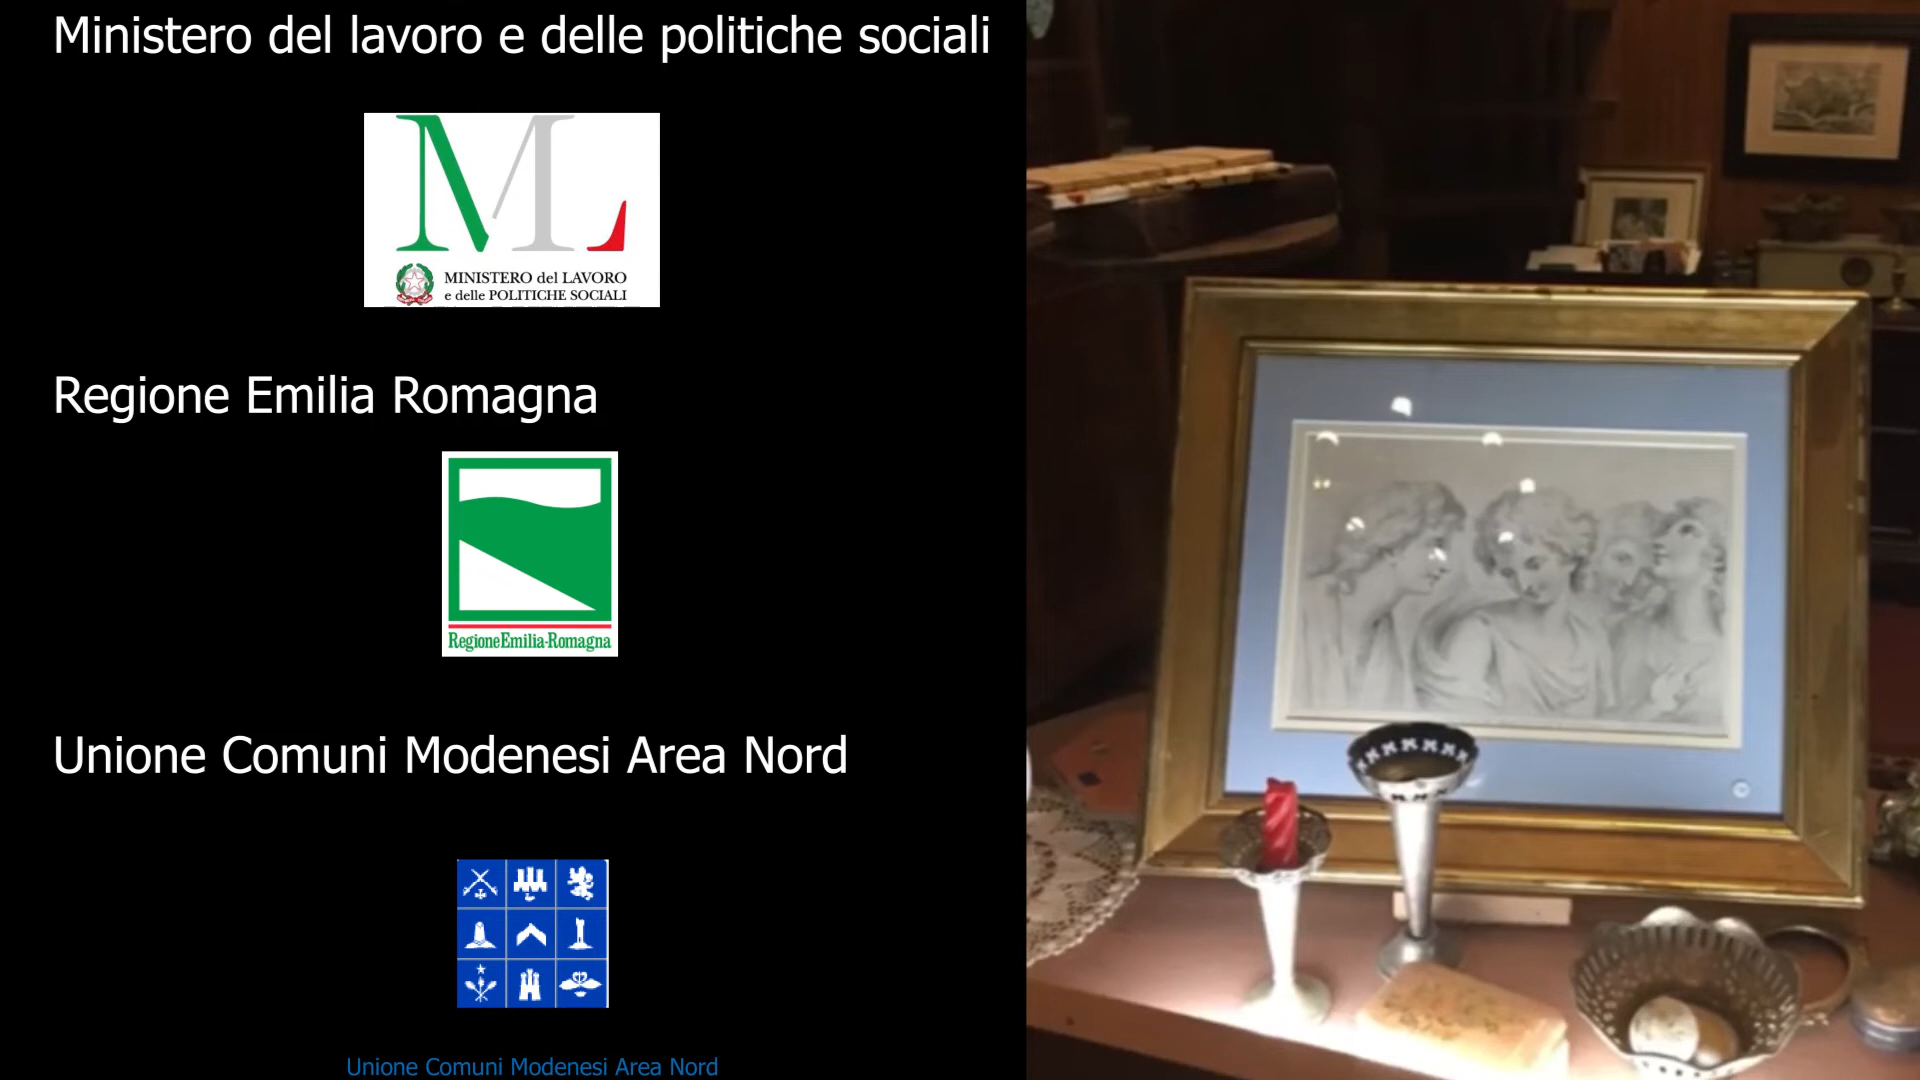 Ministero del lavoro e delle politiche sociali
ML
MINISTERO del LAVORO
e delle POLITICHE SOCIALI
Regione Emilia Romagna
RegioneEmilia-Romagna
Unione Comuni Modenesi Area Nord
Unione Comuni Modenesi Area Nord